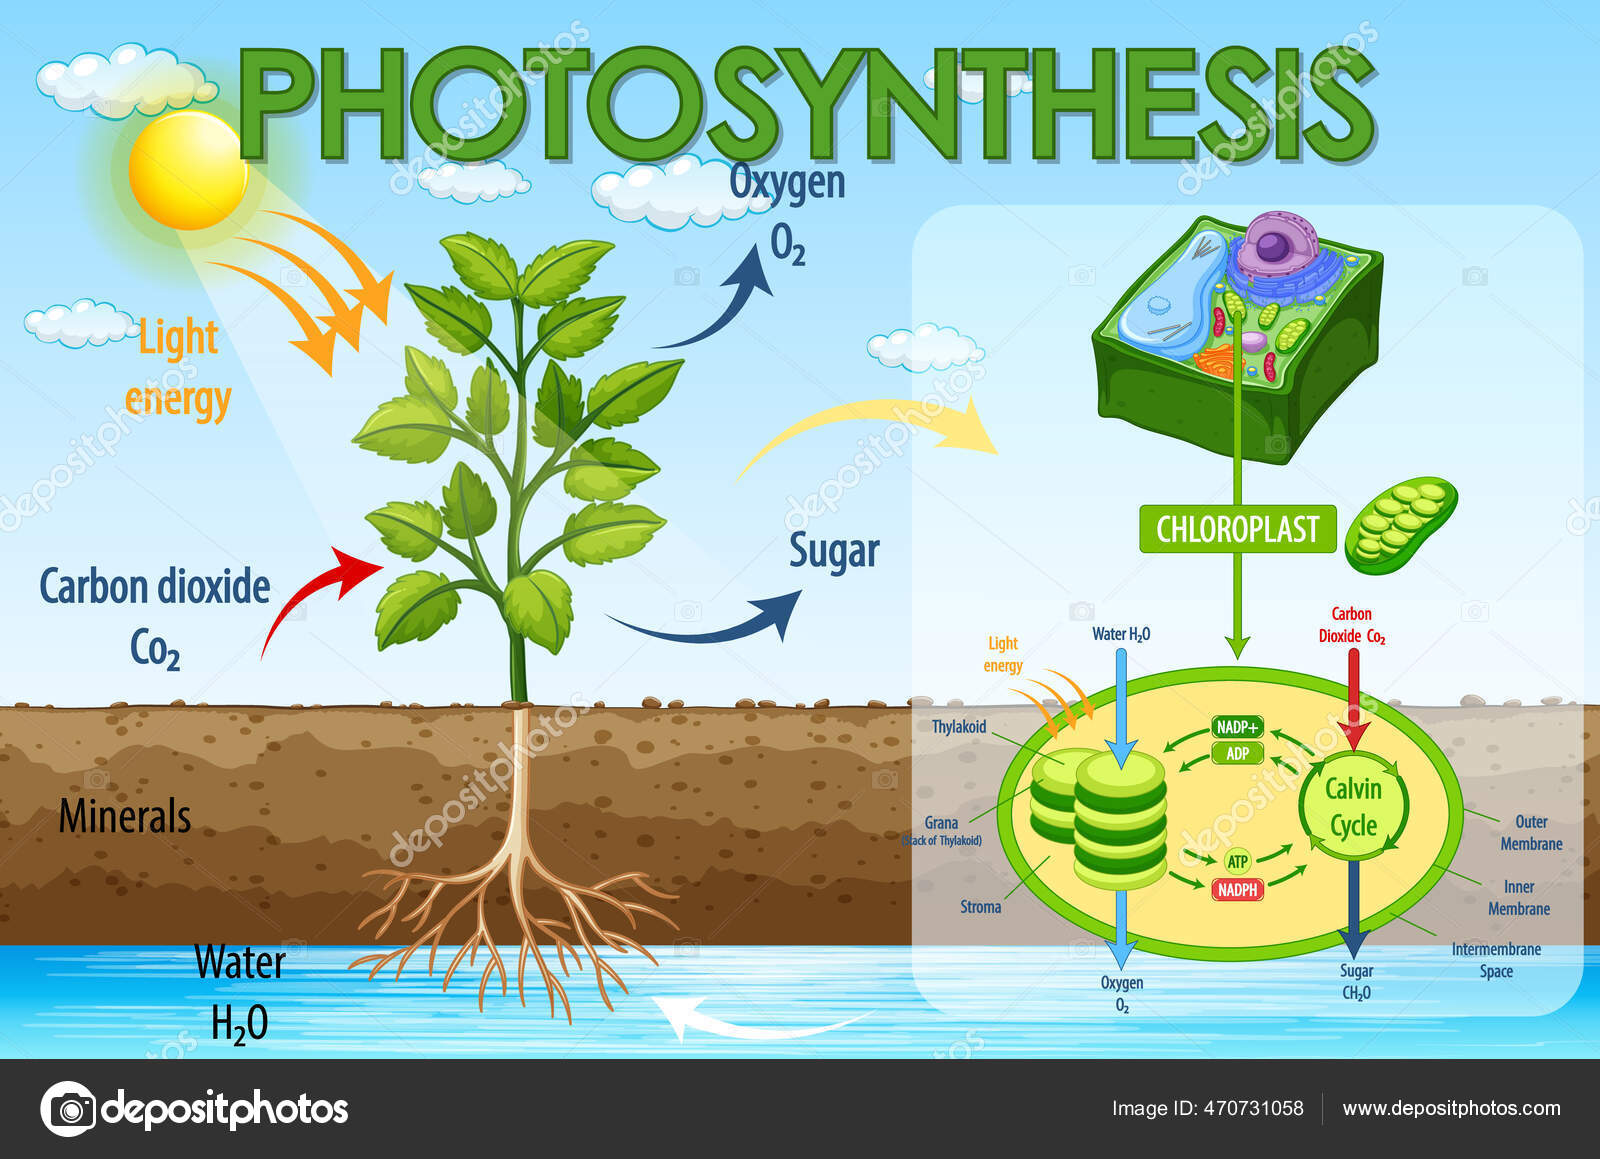 PHOTOSYNTHESIS
Oxygen
O₂
Light
energy
Carbon dioxide
Co₂
Sugar
Minerals
Water
H₂O
CHLOROPLAST
Light
energy
Water H₂O
Carbon
Dioxide Co₂
Thylakoid
NADP+
ADP
Calvin
Cycle
Grana
(Stack of Thylakoid)
ATP
NADPH
Stroma
Outer
Membrane
Inner
Membrane
Intermembrane
Space
Oxygen
O₂
Sugar
CH₂O
depositphotos
Image ID: 470731058
www.depositphotos.com